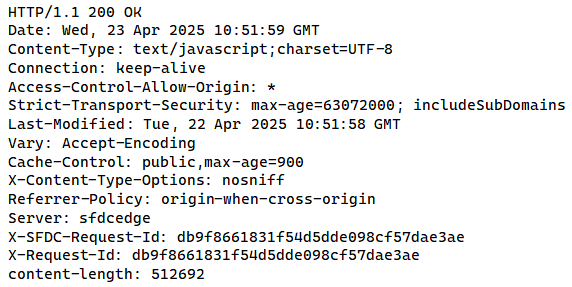 HTTP/1.1 200 OK
Date: Wed, 23 Apr 2025 10:51:59 GMT
Content-Type: text/javascript;charset=UTF-8
Connection: keep-alive
Access-Control-Allow-Origin: *
Strict-Transport-Security: max-age=63072000; includeSubDomains
Last-Modified: Tue, 22 Apr 2025 10:51:58 GMT
Vary: Accept-Encoding
Cache-Control: public,max-age=900
X-Content-Type-Options: nosniff
Referrer-Policy: origin-when-cross-origin
Server: sfdcedge
X-SFDC-Request-Id: db9f8661831f54d5dde098cf57dae3ae
X-Request-Id: db9f8661831f54d5dde098cf57dae3ae
content-length: 512692